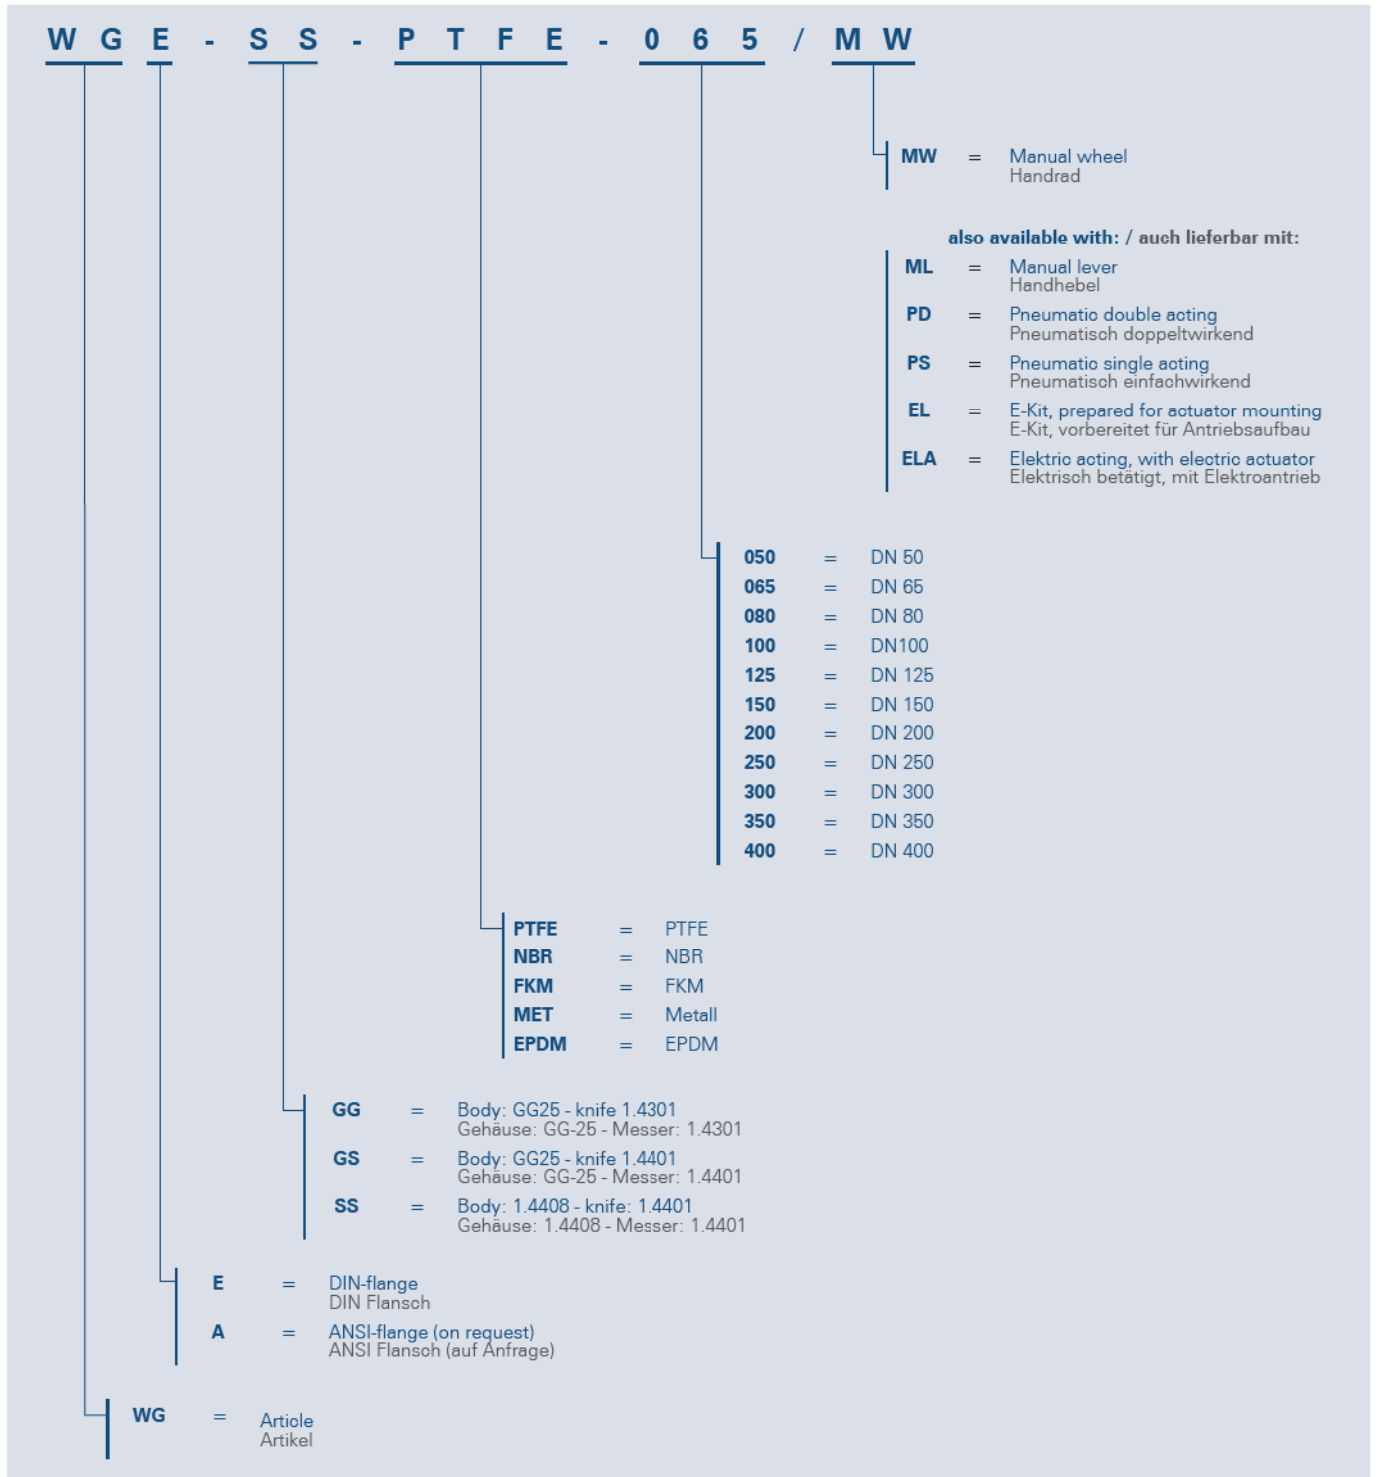 W G E - S S - P T F E - 0 6 5 / M W
MW = Manual wheel
Handrad
also available with: / auch lieferbar mit:
ML = Manual lever
Handhebel
PD = Pneumatic double acting
Pneumatisch doppeltwirkend
PS = Pneumatic single acting
Pneumatisch einfachwirkend
EL = E-Kit, prepared for actuator mounting
E-Kit, vorbereitet für Antriebsaufbau
ELA = Elektric acting, with electric actuator
Elektrisch betätigt, mit Elektroantrieb
050 = DN 50
065 = DN 65
080 = DN 80
100 = DN100
125 = DN 125
150 = DN 150
200 = DN 200
250 = DN 250
300 = DN 300
350 = DN 350
400 = DN 400
PTFE = PTFE
NBR = NBR
FKM = FKM
MET = Metall
EPDM = EPDM
GG = Body: GG25 - knife 1.4301
Gehäuse: GG-25 - Messer: 1.4301
GS = Body: GG25 - knife 1.4401
Gehäuse: GG-25 - Messer: 1.4401
SS = Body: 1.4408 - knife: 1.4401
Gehäuse: 1.4408 - Messer: 1.4401
E = DIN-flange
DIN Flansch
A = ANSI-flange (on request)
ANSI Flansch (auf Anfrage)
WG = Article
Artikel